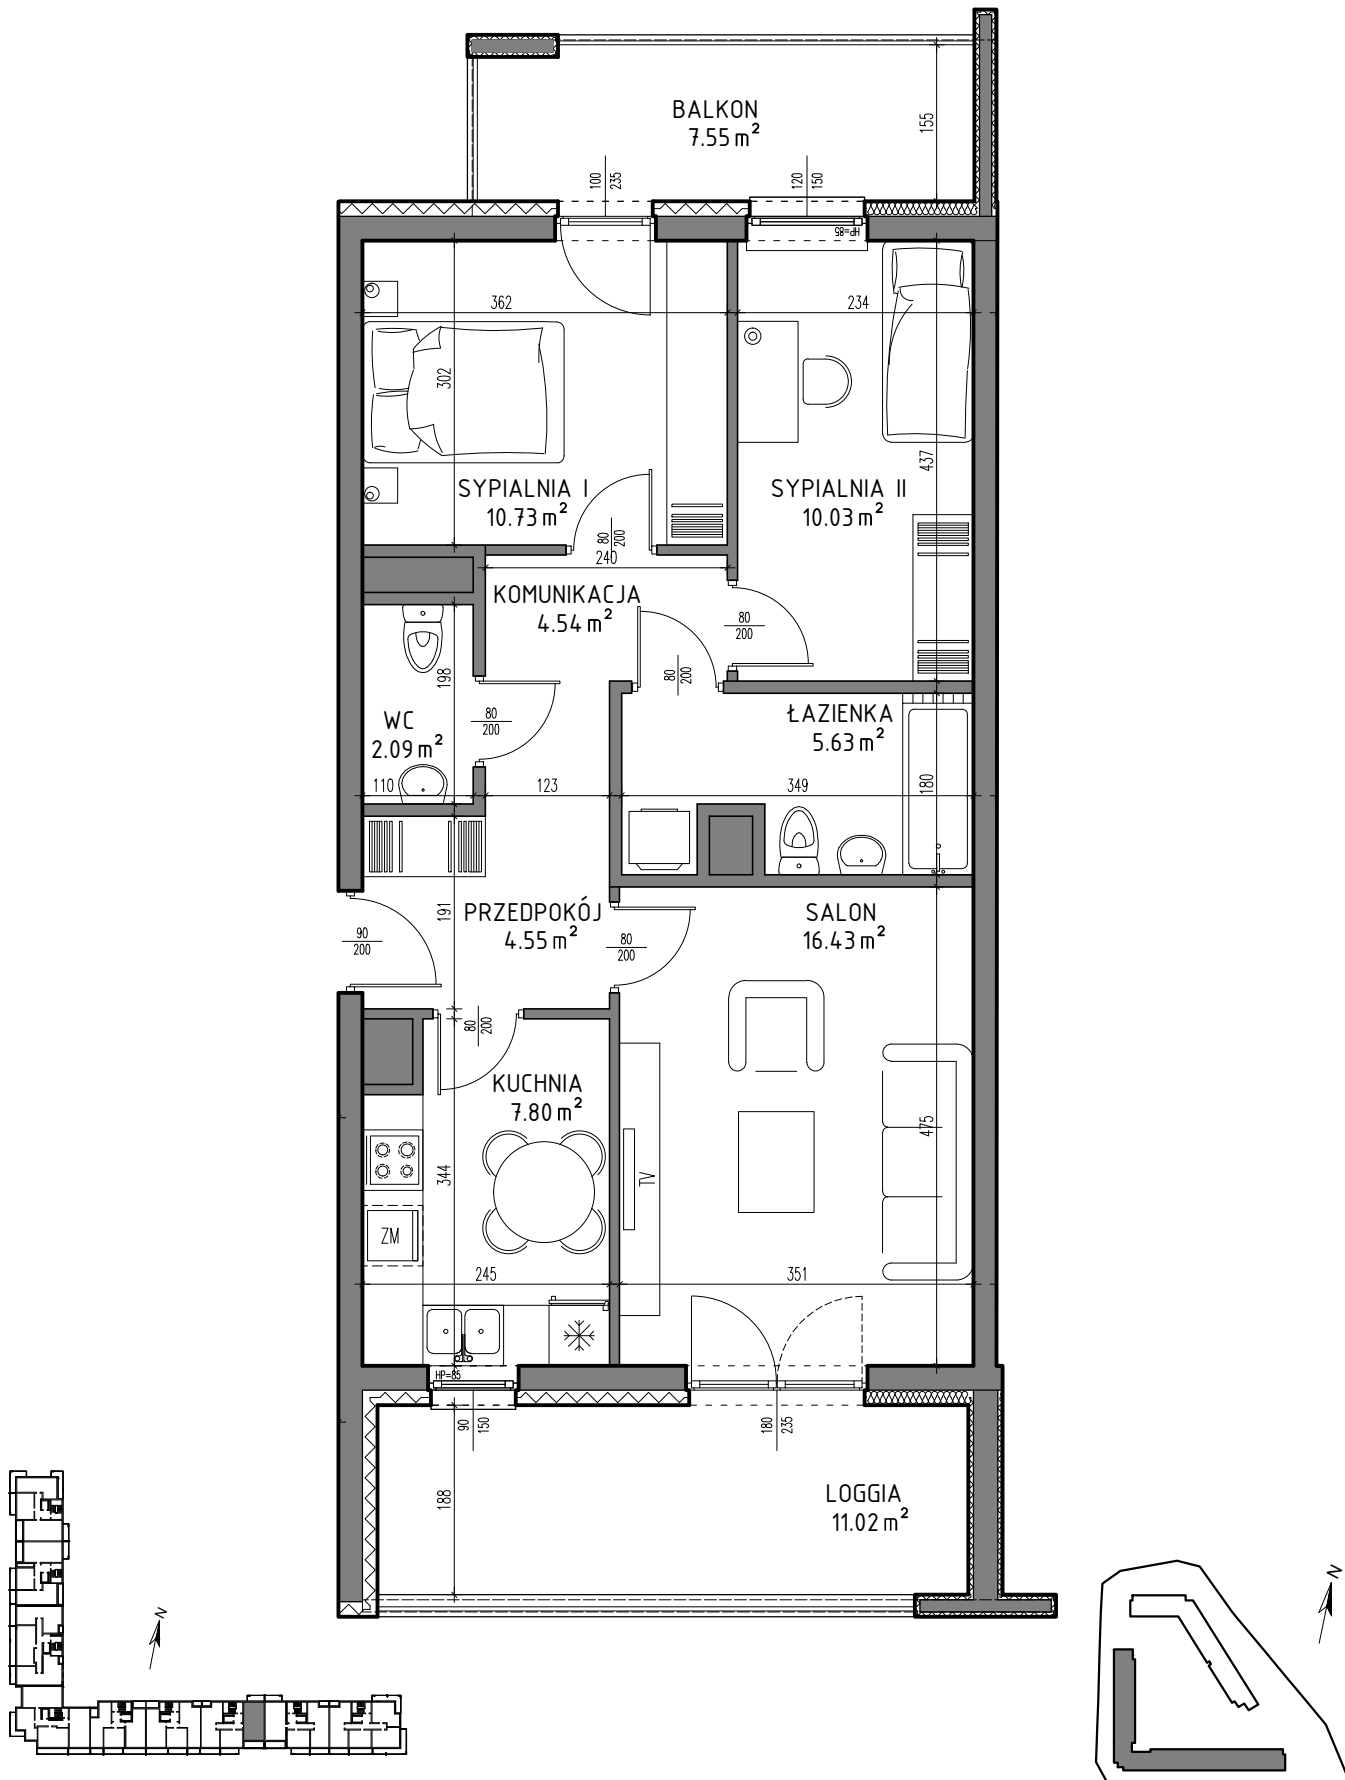 BALKON
7.55 m²
155
100
235
120
150
HP=85
362
234
302
437
SYPIALNIA I
10.73 m²
SYPIALNIA II
10.03 m²
80
200
240
KOMUNIKACJA
4.54 m²
80
200
80
200
198
WC
2.09 m²
80
200
ŁAZIENKA
5.63 m²
110
123
349
180
191
PRZEDPOKÓJ
4.55 m²
SALON
16.43 m²
90
200
80
200
80
200
KUCHNIA
7.80 m²
475
344
TV
ZM
245
351
HP=85
90
150
180
235
188
LOGGIA
11.02 m²
N
N